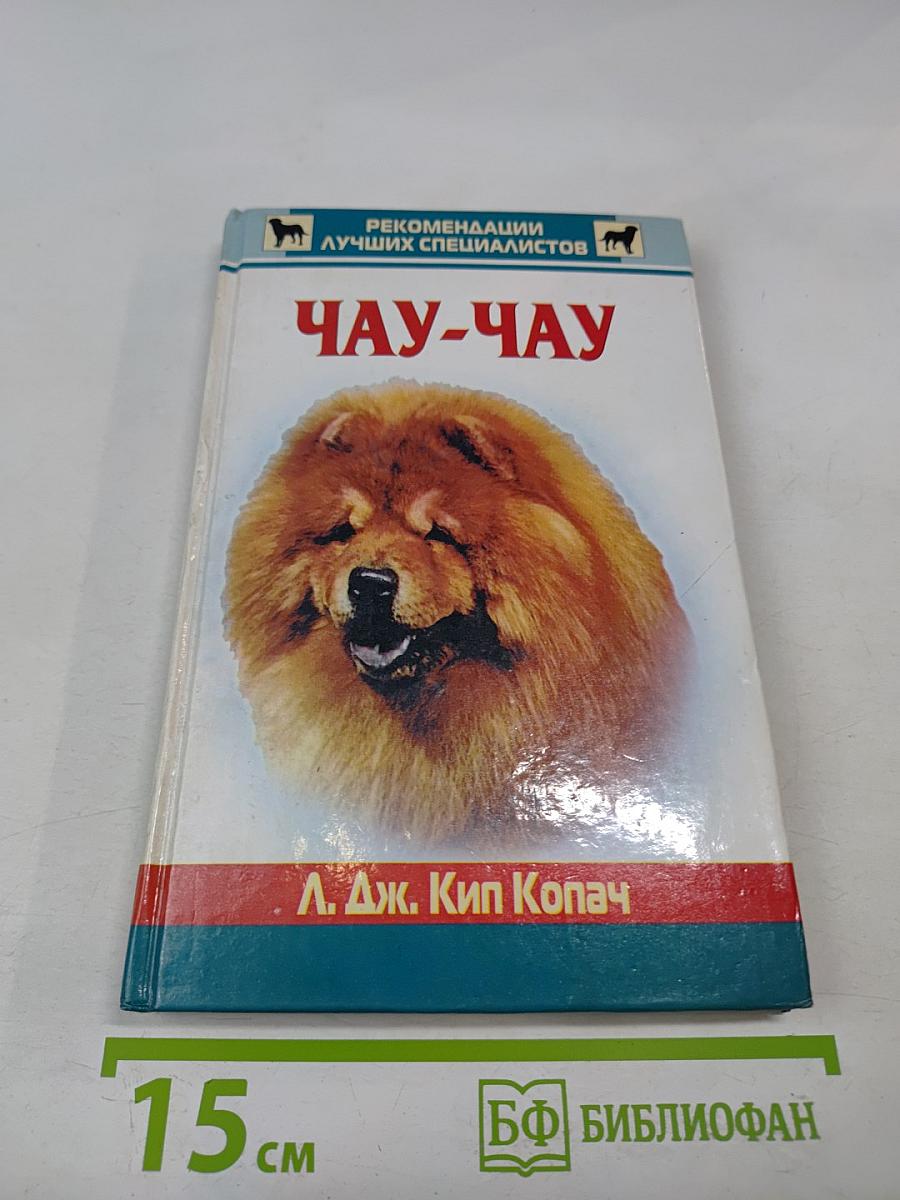 РЕКОМЕНДАЦИИ
ЛУЧШИХ СПЕЦИАЛИСТОВ
ЧАУ-ЧАУ
Л. Дж. Кип Копач
15 см
БФ БИБЛИОФАН